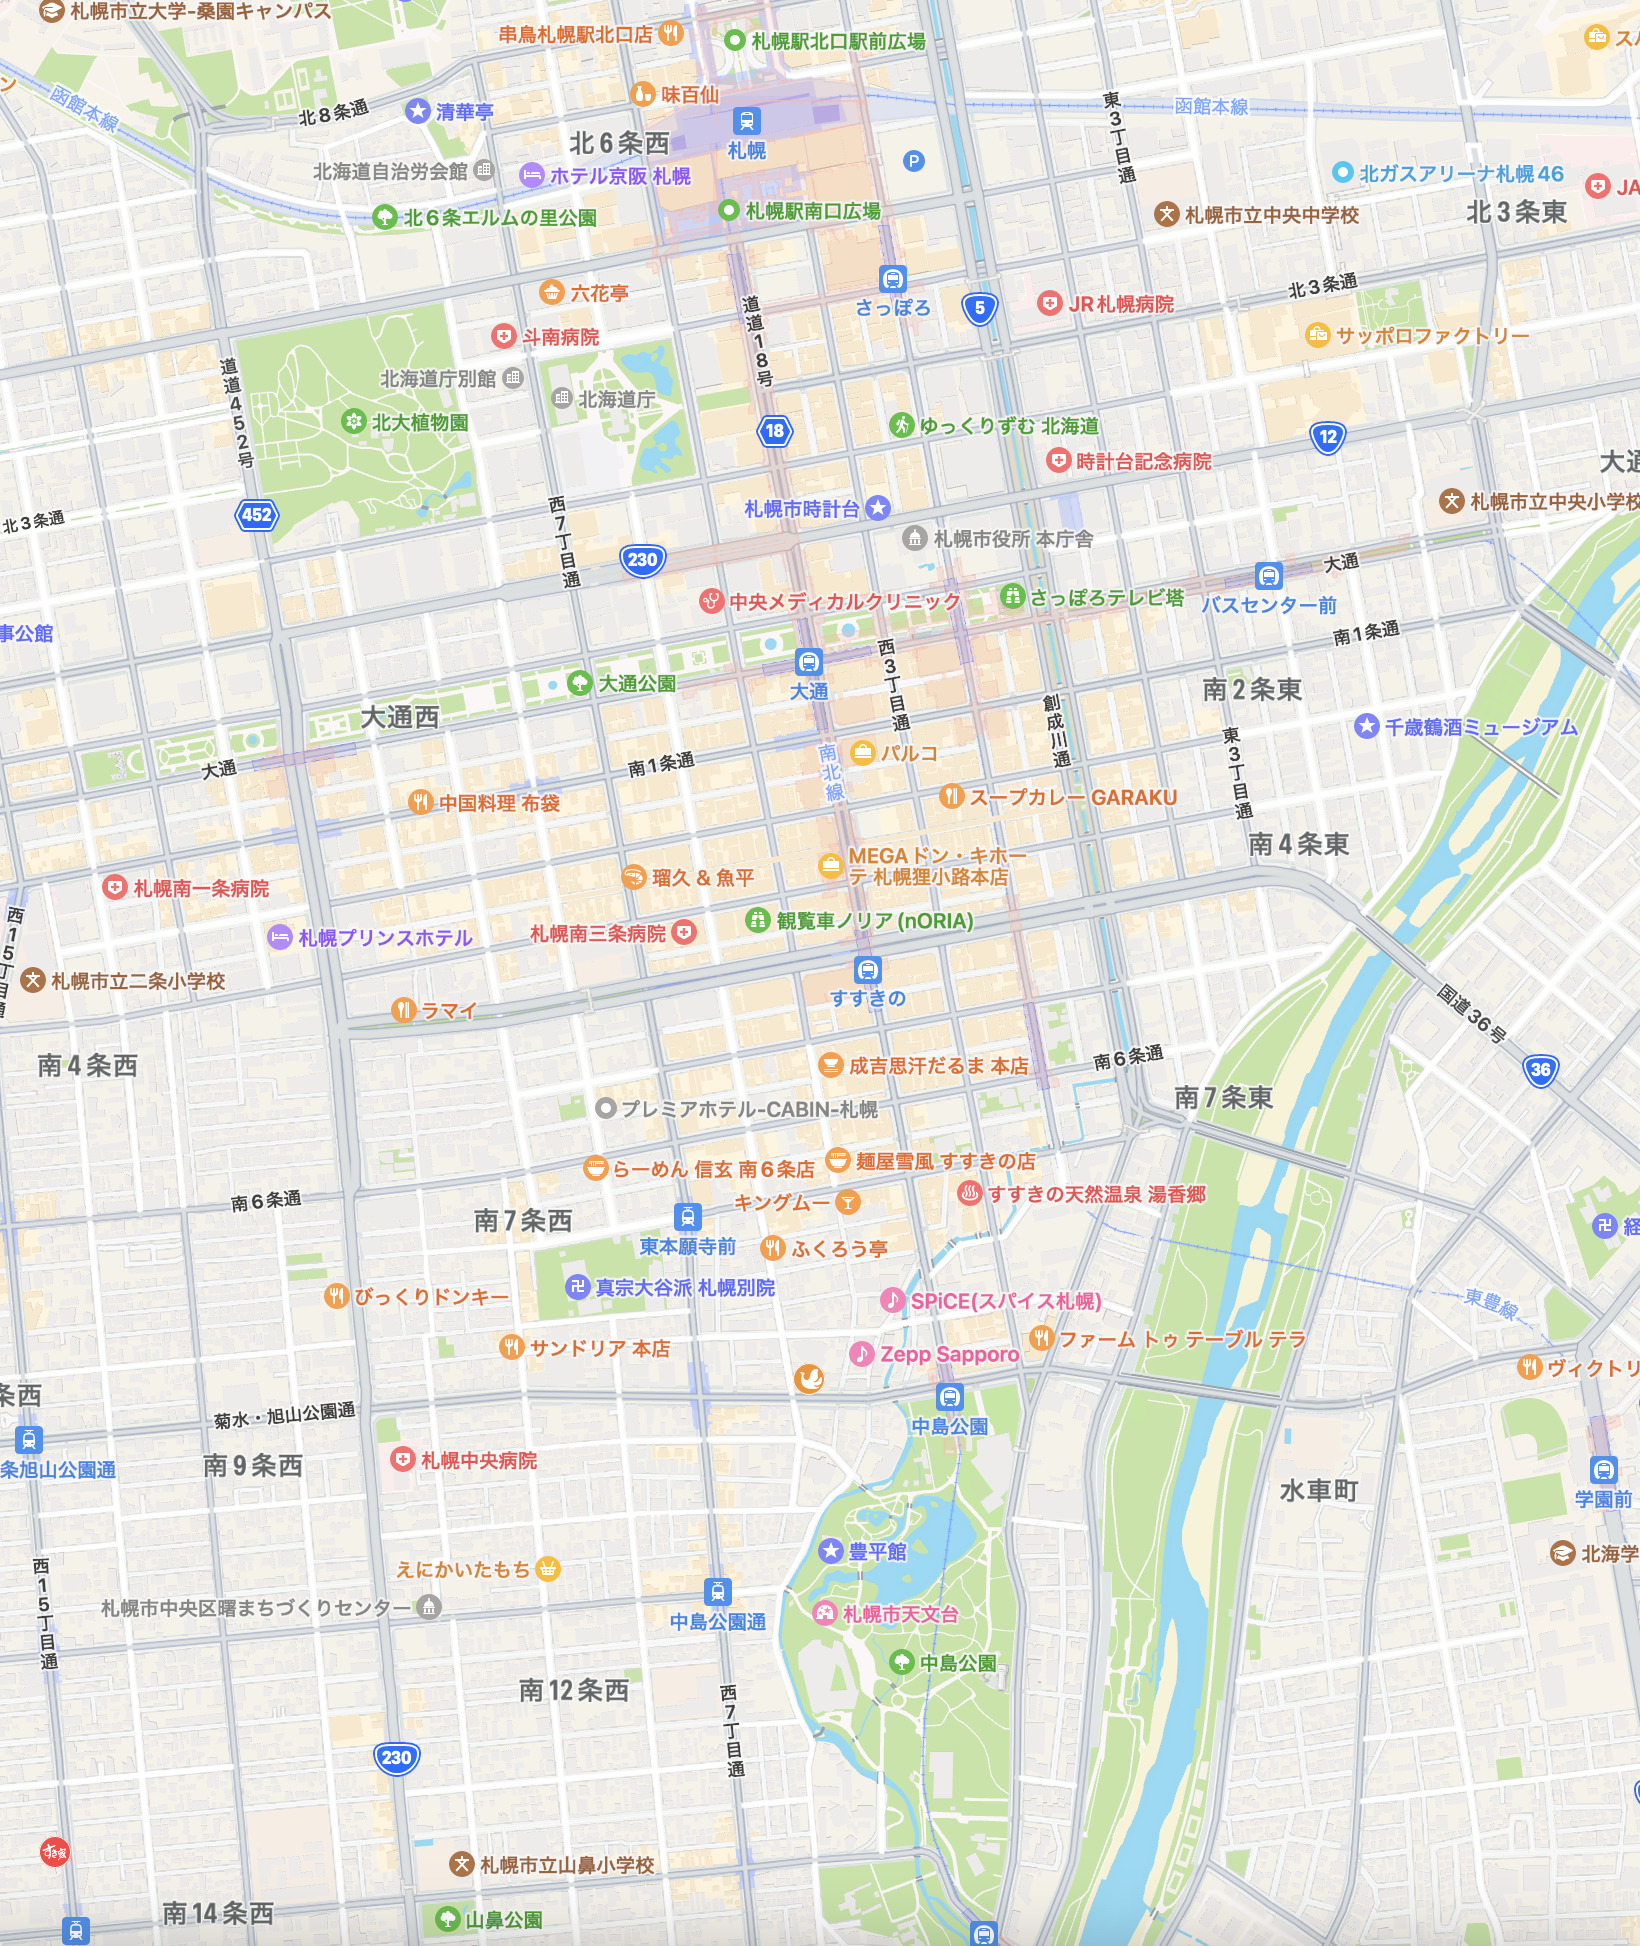 札幌市立大学-桑園キャンパス
串鳥札幌駅北口店
札幌駅北口駅前広場
函館本線
北8条通
清華亭
味百仙
北6条西
札幌
P
東3丁目通
函館本線
北海道自治労会館
ホテル京阪 札幌
北ガスアリーナ札幌46
JA
北6条エルムの里公園
札幌駅南口広場
札幌市立中央中学校
北3条東
六花亭
さっぽろ
5
JR札幌病院
北3条通
道道18号
斗南病院
サッポロファクトリー
道道452号
北海道庁別館
北海道庁
北大植物園
18
ゆっくりずむ 北海道
12
時計台記念病院
大通
452
北3条通
西7丁目通
札幌市時計台
札幌市役所 本庁舎
札幌市立中央小学校
230
中央メディカルクリニック
さっぽろテレビ塔
バスセンター前
大通
事公館
南1条通
大通公園
大通
西3丁目通
南2条東
大通西
創成川通
千歳鶴酒ミュージアム
大通
南1条通
南北線
パルコ
東3丁目通
中国料理 布袋
スープカレー GARAKU
南4条東
MEGAドン・キホー
テ 札幌狸小路本店
瑠久 & 魚平
札幌南一条病院
観覧車ノリア (nORIA)
札幌南三条病院
札幌プリンスホテル
西15丁目通
札幌市立二条小学校
すすきの
ラマイ
国道36号
南4条西
成吉思汗だるま 本店
南6条通
36
南7条東
プレミアホテル-CABIN-札幌
らーめん 信玄 南6条店
麺屋雪風 すすきの店
南6条通
キングムー
すすきの天然温泉 湯香郷
南7条西
東本願寺前
ふくろう亭
経
真宗大谷派 札幌別院
びっくりドンキー
SPiCE(スパイス札幌)
東豊線
サンドリア 本店
Zepp Sapporo
ファーム トゥ テーブル テラ
ヴィクトリ
条西
菊水・旭山公園通
中島公園
札幌中央病院
条旭山公園通
南9条西
水車町
学園前
豊平館
北海学
えにかいたもち
西15丁目通
札幌市中央区曙まちづくりセンター
中島公園通
札幌市天文台
中島公園
南12条西
西7丁目通
230
すき家
札幌市立山鼻小学校
南14条西
山鼻公園